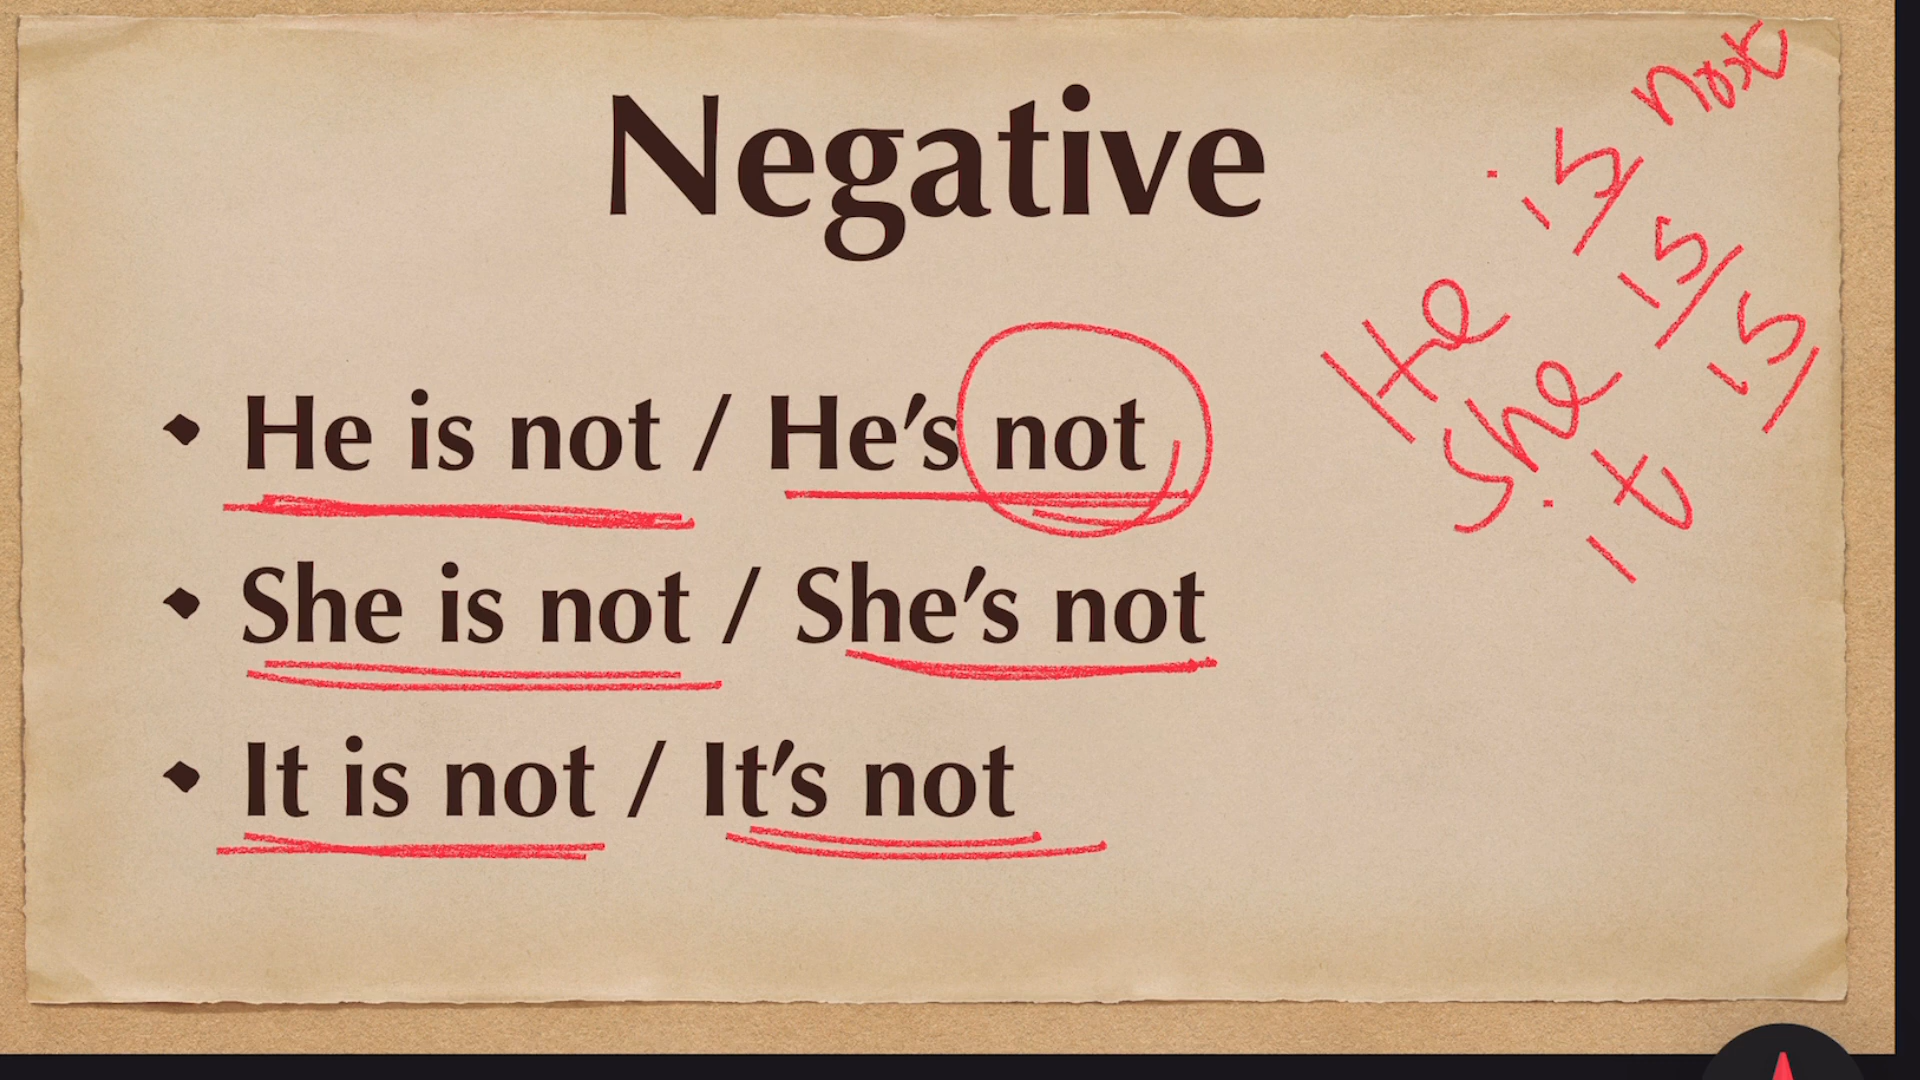 Negative
• He is not / He’s not
• She is not / She’s not
• It is not / It’s not
He is not
She is
it is